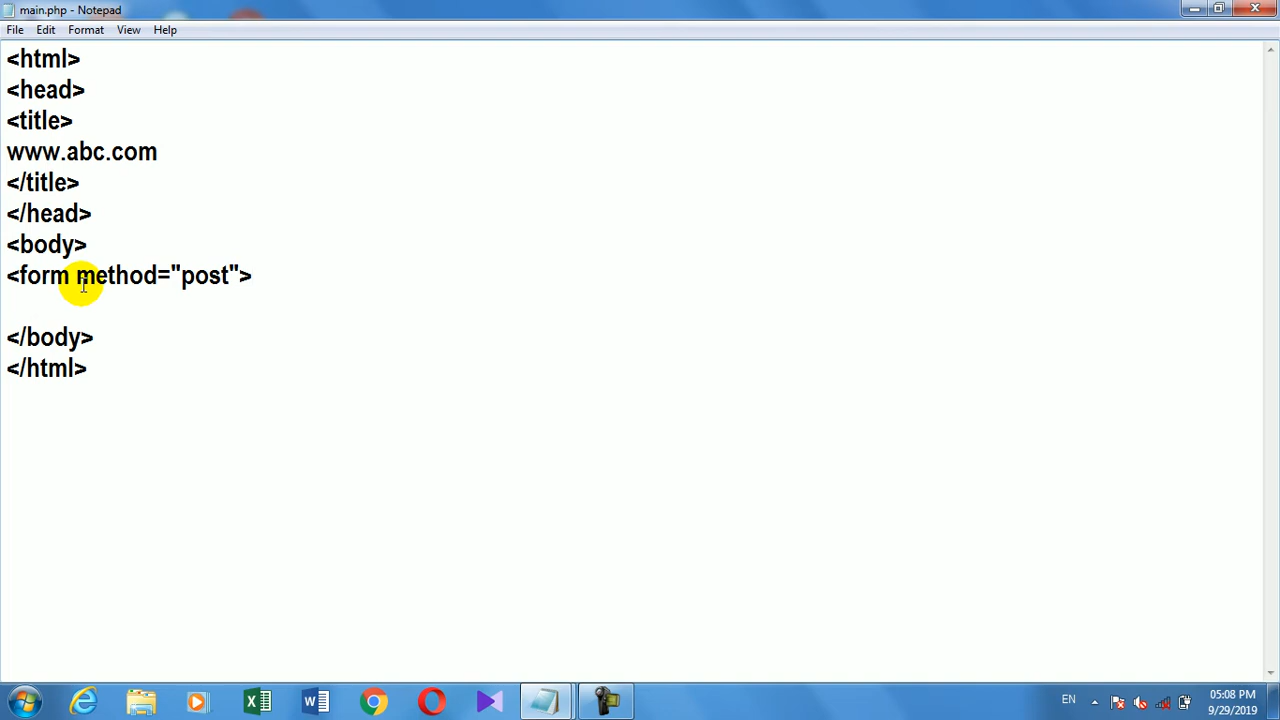 main.php - Notepad
File Edit Format View Help
<html>
<head>
<title>
www.abc.com
</title>
</head>
<body>
<form method="post">
</body>
</html>
EN
05:08 PM
9/29/2019